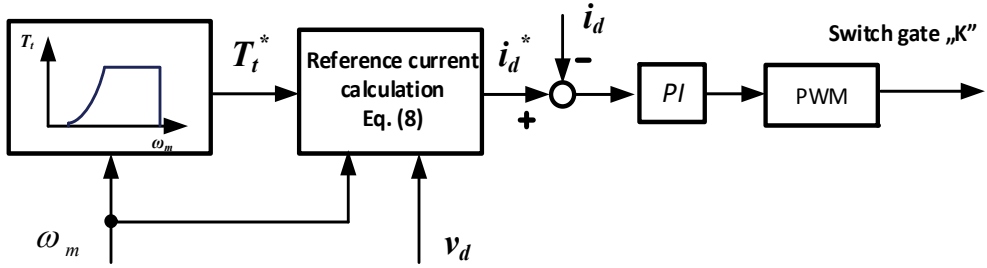 T_t
ω_m
T_t^*
Reference current
calculation
Eq. (8)
i_d^*
i_d
−
+
PI
PWM
Switch gate „K"
ω_m
v_d